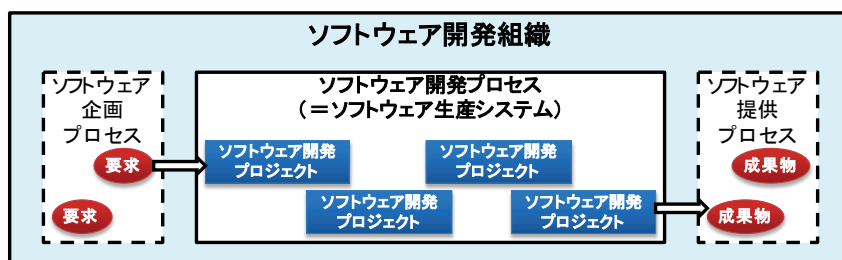 ソフトウェア開発組織
ソフトウェア
企画
プロセス
要求
要求
ソフトウェア開発プロセス
(=ソフトウェア生産システム)
ソフトウェア開発
プロジェクト
ソフトウェア開発
プロジェクト
ソフトウェア開発
プロジェクト
ソフトウェア開発
プロジェクト
ソフトウェア
提供
プロセス
成果物
成果物